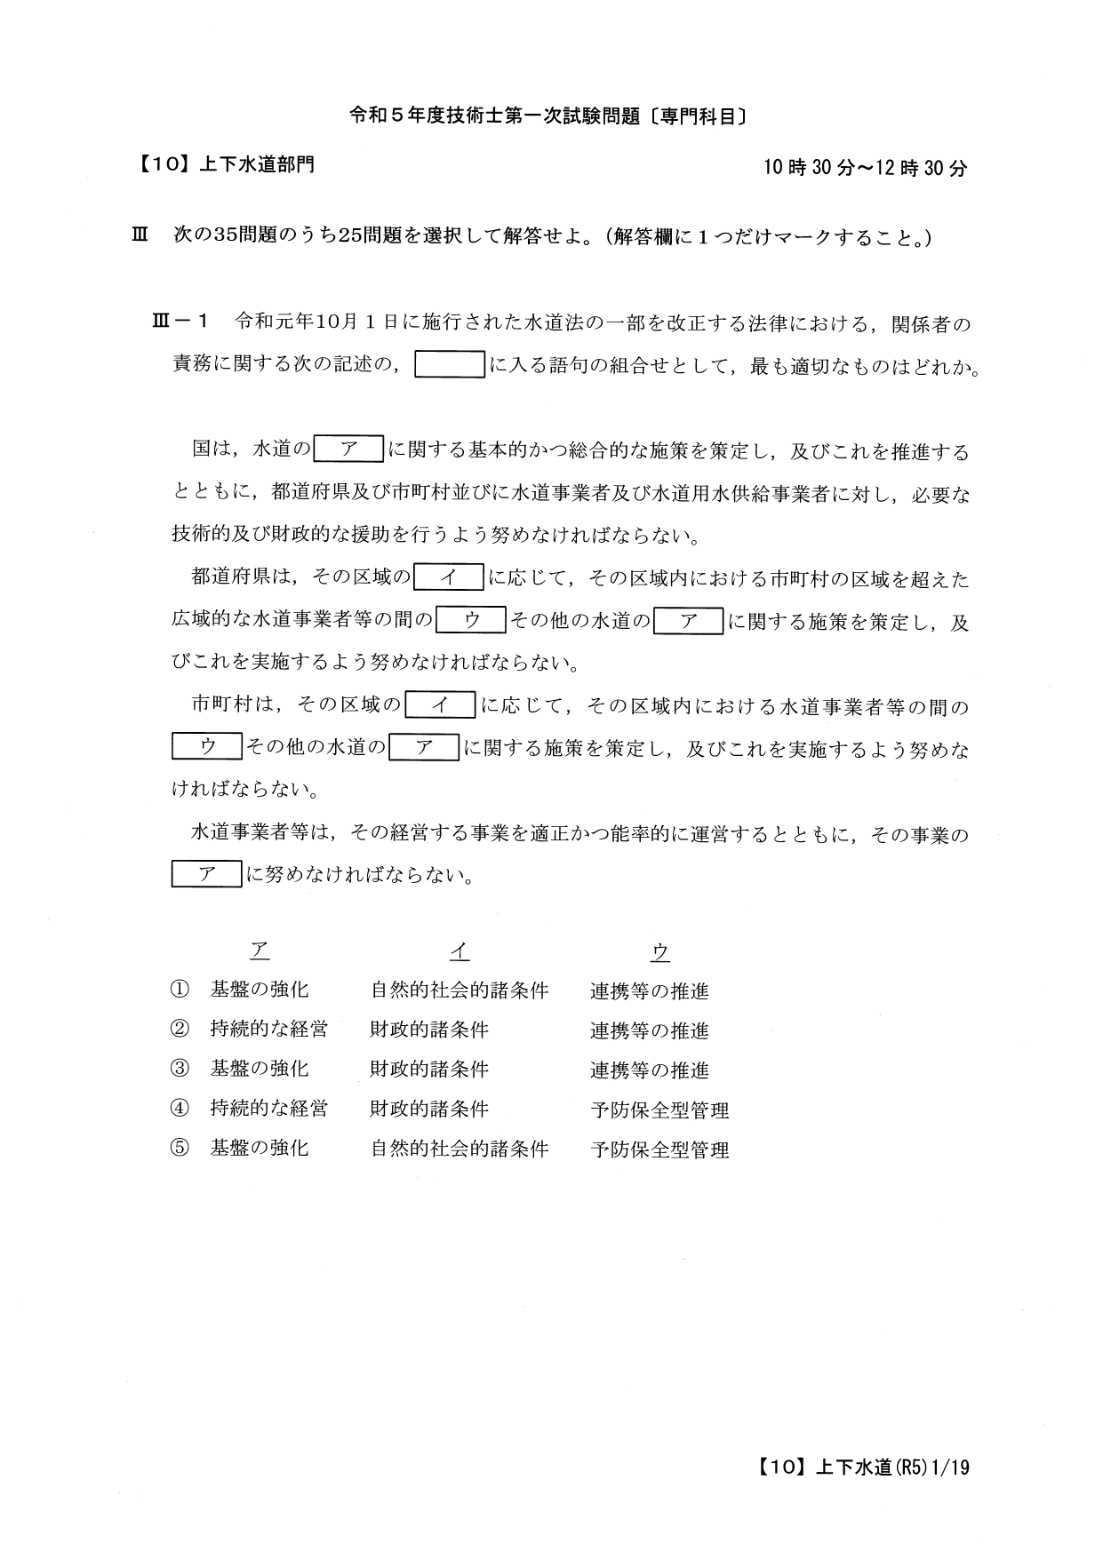 令和５年度技術士第一次試験問題〔専門科目〕
【10】上下水道部門
10時30分～12時30分
Ⅲ 次の35問題のうち25問題を選択して解答せよ。（解答欄に１つだけマークすること。）
Ⅲ－１ 令和元年10月１日に施行された水道法の一部を改正する法律における，関係者の
責務に関する次の記述の，　　　に入る語句の組合せとして，最も適切なものはどれか。
国は，水道の ア に関する基本的かつ総合的な施策を策定し，及びこれを推進する
とともに，都道府県及び市町村並びに水道事業者及び水道用水供給事業者に対し，必要な
技術的及び財政的な援助を行うよう努めなければならない。
都道府県は，その区域の イ に応じて，その区域内における市町村の区域を超えた
広域的な水道事業者等の間の ウ その他の水道の ア に関する施策を策定し，及
びこれを実施するよう努めなければならない。
市町村は，その区域の イ に応じて，その区域内における水道事業者等の間の
ウ その他の水道の ア に関する施策を策定し，及びこれを実施するよう努めな
ければならない。
水道事業者等は，その経営する事業を適正かつ能率的に運営するとともに，その事業の
ア に努めなければならない。
ア イ ウ
① 基盤の強化 自然的社会的諸条件 連携等の推進
② 持続的な経営 財政的諸条件 連携等の推進
③ 基盤の強化 財政的諸条件 連携等の推進
④ 持続的な経営 財政的諸条件 予防保全型管理
⑤ 基盤の強化 自然的社会的諸条件 予防保全型管理
【10】上下水道(R5)1/19